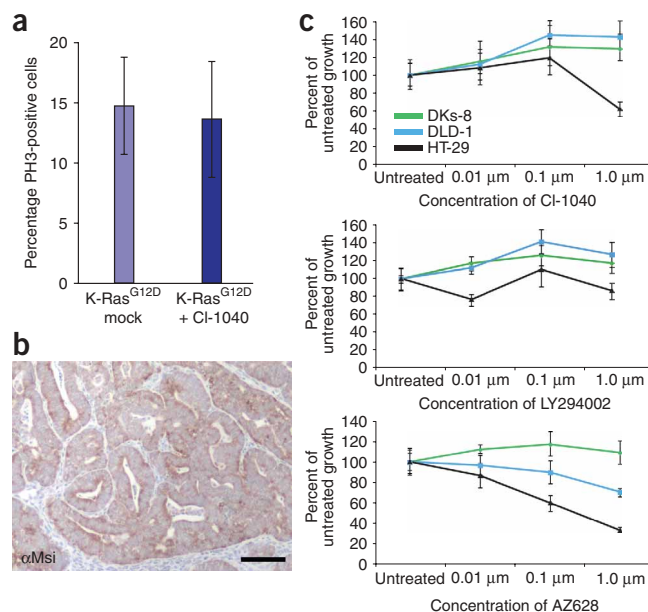 a
20
15
10
5
0
Percentage PH3-positive cells
K-RasG12D
mock
K-RasG12D
+ Cl-1040
b
αMsi
c
160
140
120
100
80
60
40
20
0
Percent of
untreated growth
DKs-8
DLD-1
HT-29
Untreated 0.01 μm 0.1 μm 1.0 μm
Concentration of Cl-1040
160
140
120
100
80
60
40
20
0
Percent of
untreated growth
Untreated 0.01 μm 0.1 μm 1.0 μm
Concentration of LY294002
140
120
100
80
60
40
20
0
Percent of
untreated growth
Untreated 0.01 μm 0.1 μm 1.0 μm
Concentration of AZ628